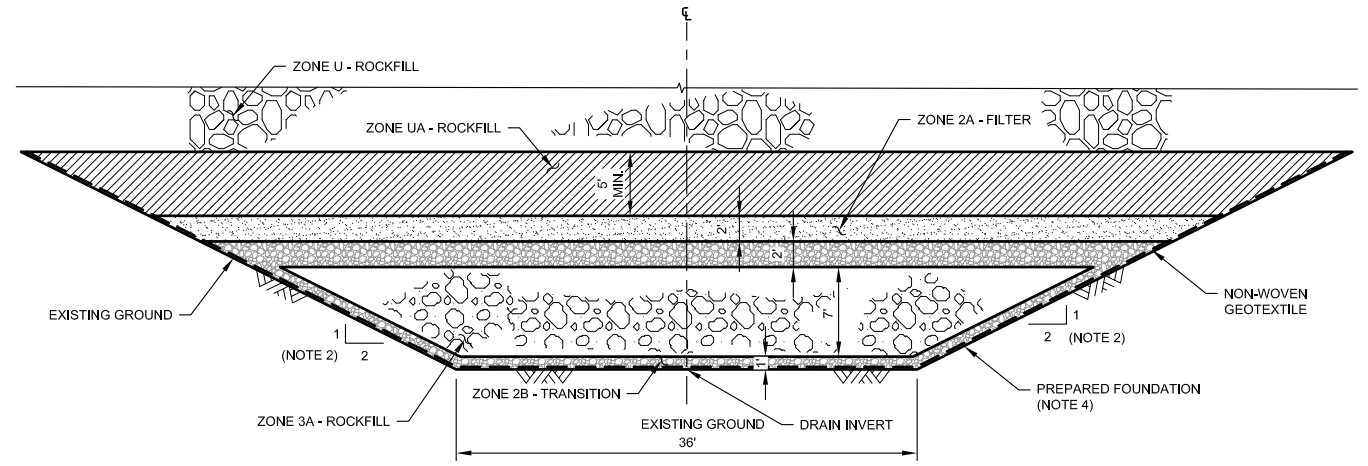 ℄
ZONE U - ROCKFILL
ZONE UA - ROCKFILL
ZONE 2A - FILTER
5'
MIN.
2'
2'
7'
1'
EXISTING GROUND
1
2
(NOTE 2)
1
2
(NOTE 2)
NON-WOVEN
GEOTEXTILE
PREPARED FOUNDATION
(NOTE 4)
ZONE 2B - TRANSITION
ZONE 3A - ROCKFILL
EXISTING GROUND
DRAIN INVERT
36'